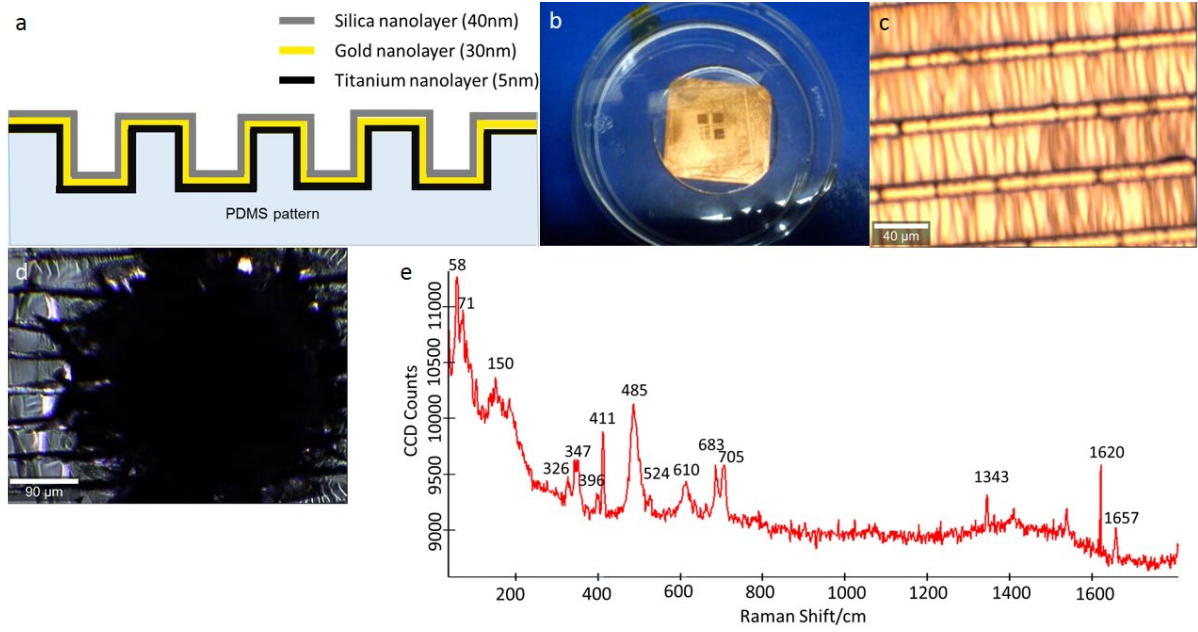 a
Silica nanolayer (40nm)
Gold nanolayer (30nm)
Titanium nanolayer (5nm)
PDMS pattern
b
c
40 µm
d
90 µm
e
CCD Counts
11000
10500
10000
9500
9000
58
71
150
326
347
396
411
485
524
610
683
705
1343
1620
1657
200
400
600
800
1000
1200
1400
1600
Raman Shift/cm